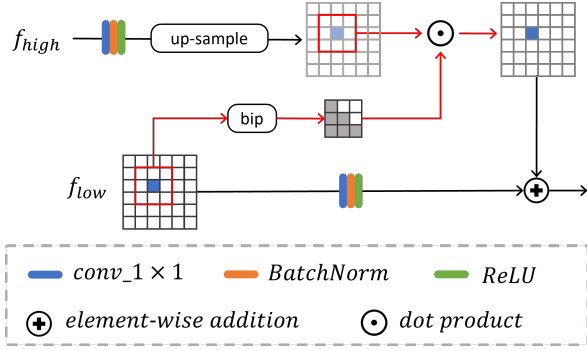 f_high
up-sample
bip
f_low
conv_1 × 1
BatchNorm
ReLU
element-wise addition
dot product